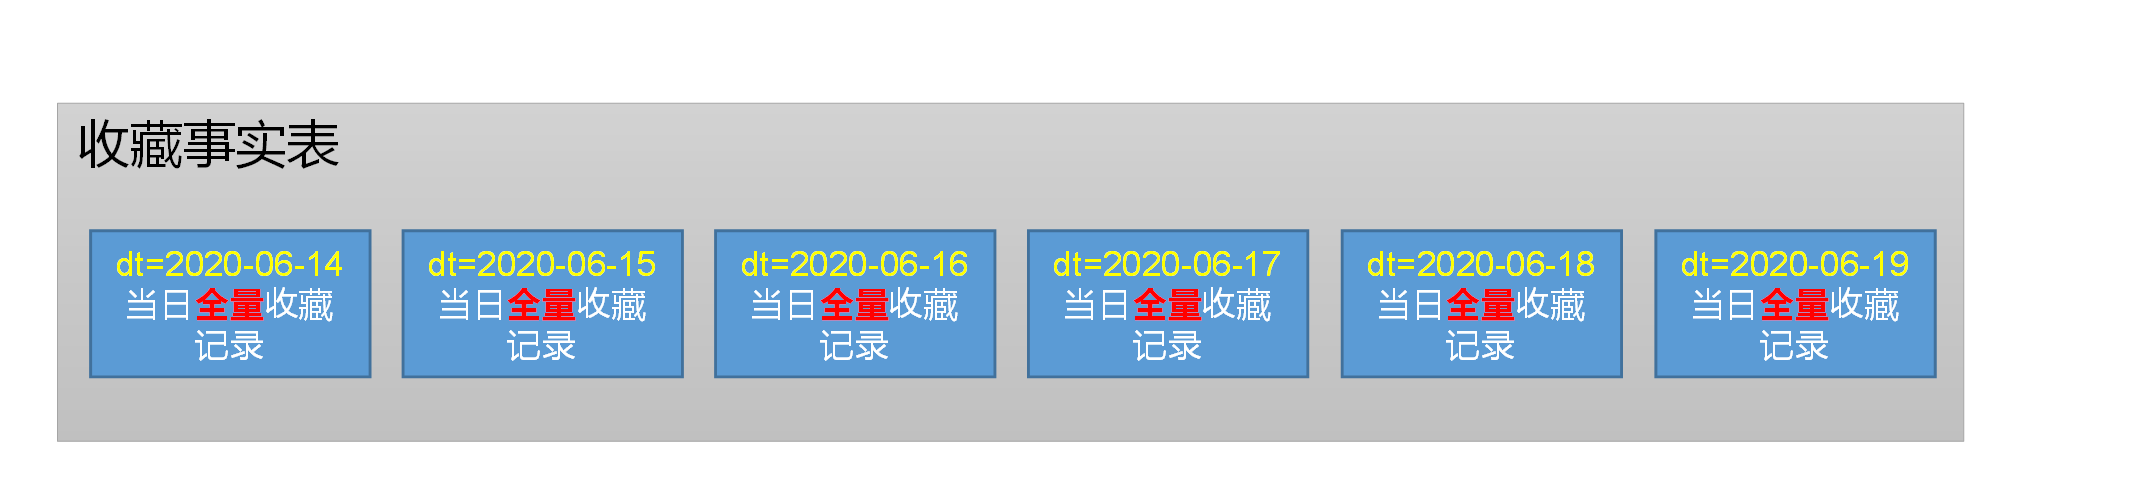 收藏事实表
dt=2020-06-14
当日全量收藏
记录
dt=2020-06-15
当日全量收藏
记录
dt=2020-06-16
当日全量收藏
记录
dt=2020-06-17
当日全量收藏
记录
dt=2020-06-18
当日全量收藏
记录
dt=2020-06-19
当日全量收藏
记录